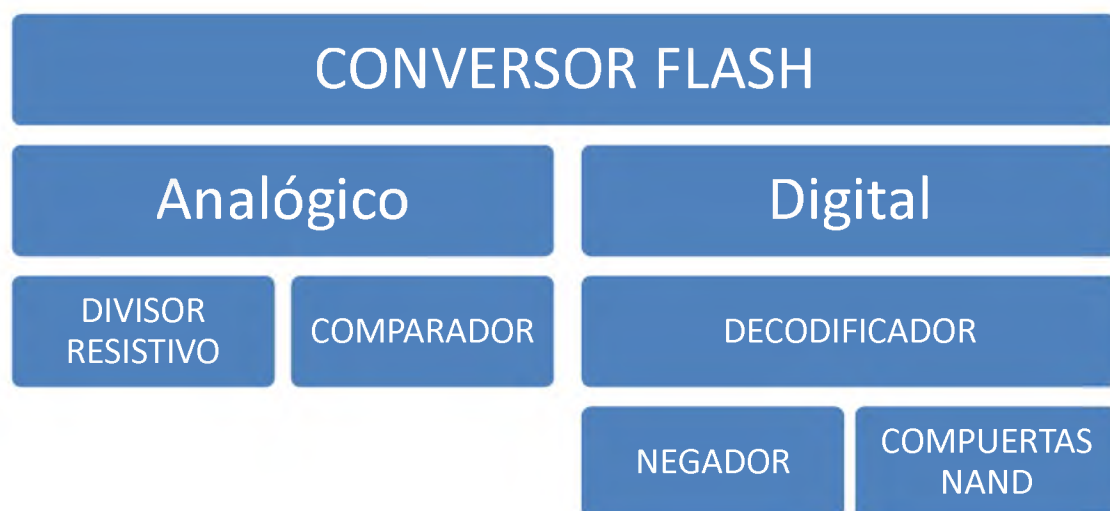 CONVERSOR FLASH
Analógico
Digital
DIVISOR
RESISTIVO
COMPARADOR
DECODIFICADOR
NEGADOR
COMPUERTAS
NAND